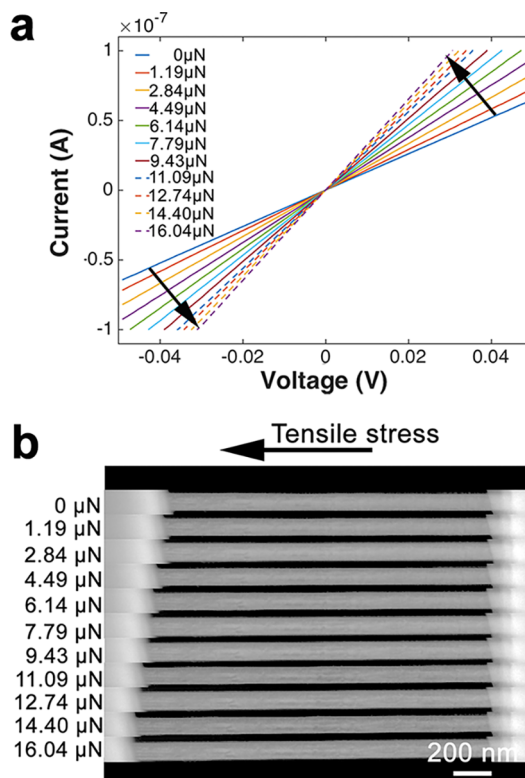 a
×10⁻⁷
1
0.5
0
-0.5
-1
Current (A)
0µN
1.19µN
2.84µN
4.49µN
6.14µN
7.79µN
9.43µN
11.09µN
12.74µN
14.40µN
16.04µN
-0.04 -0.02 0 0.02 0.04
Voltage (V)
b
Tensile stress
0 µN
1.19 µN
2.84 µN
4.49 µN
6.14 µN
7.79 µN
9.43 µN
11.09 µN
12.74 µN
14.40 µN
16.04 µN
200 nm